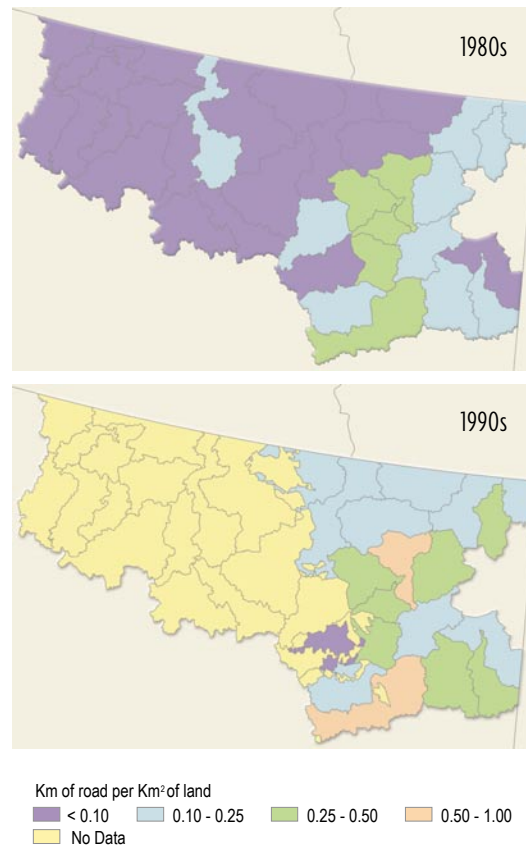 1980s
1990s
Km of road per Km² of land
< 0.10 0.10 - 0.25 0.25 - 0.50 0.50 - 1.00
No Data